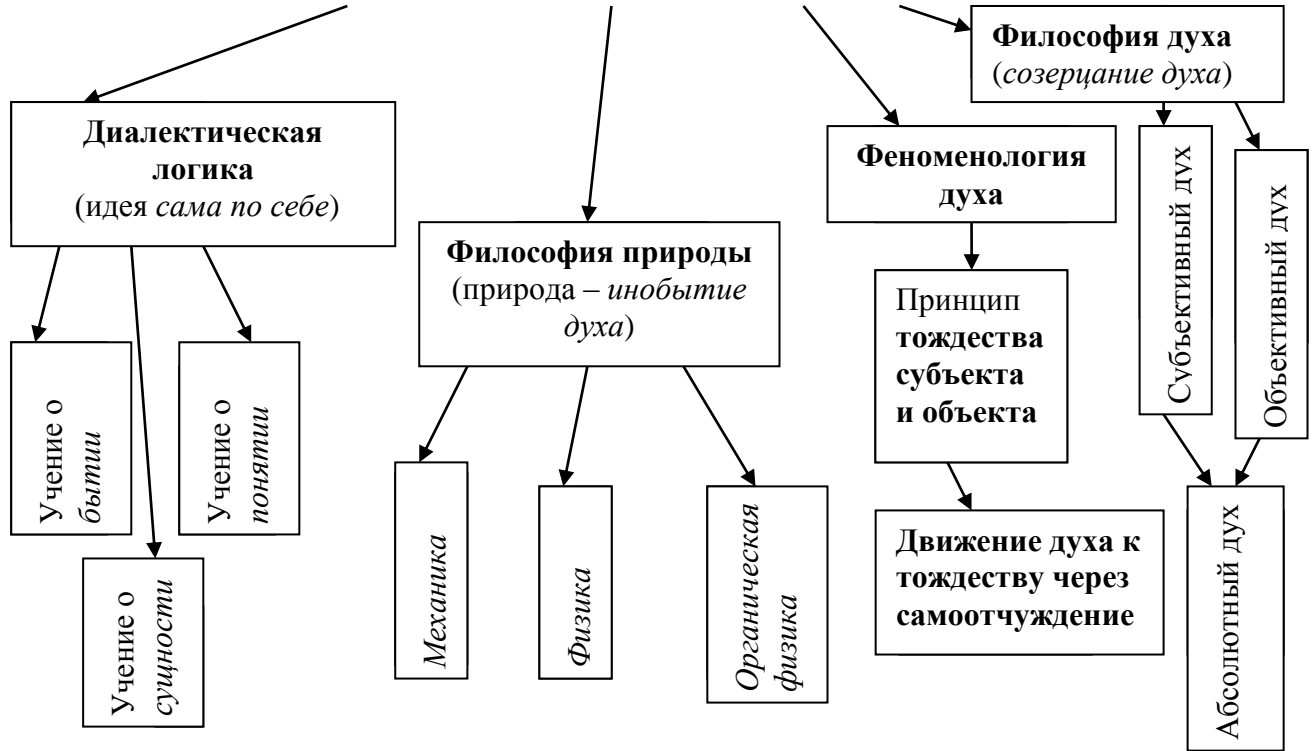 Философия духа
(созерцание духа)
Диалектическая
логика
(идея сама по себе)
Феноменология
духа
Субъективный дух
Объективный дух
Философия природы
(природа – инобытие
духа)
Принцип
тождества
субъекта
и объекта
Учение о
бытии
Учение о
понятии
Учение о
сущности
Механика
Физика
Органическая
физика
Движение духа к
тождеству через
самоотчуждение
Абсолютный дух